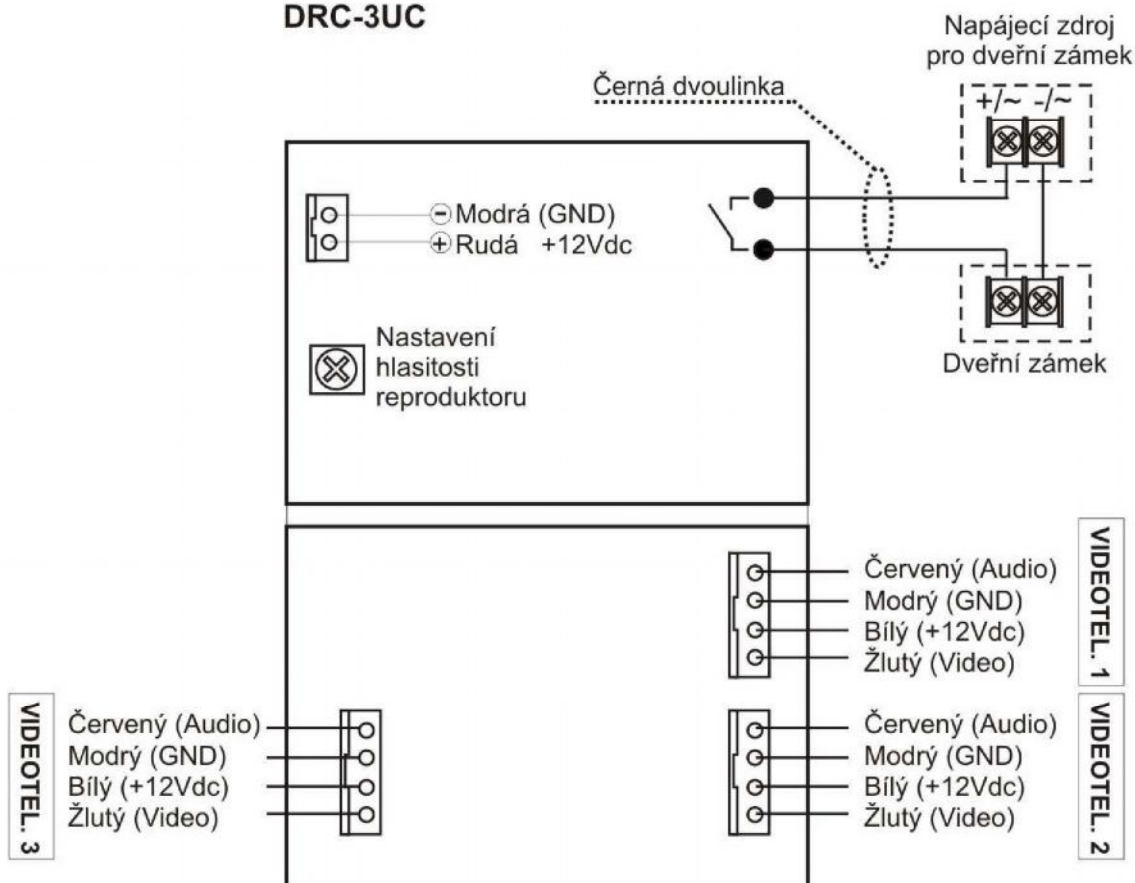 DRC-3UC
Napájecí zdroj
pro dveřní zámek
+/~ -/~
Černá dvoulinka
Modrá (GND)
Rudá +12Vdc
Nastavení
hlasitosti
reproduktoru
Dveřní zámek
Červený (Audio)
Modrý (GND)
Bílý (+12Vdc)
Žlutý (Video)
VIDEOTEL. 1
VIDEOTEL. 3
Červený (Audio)
Modrý (GND)
Bílý (+12Vdc)
Žlutý (Video)
Červený (Audio)
Modrý (GND)
Bílý (+12Vdc)
Žlutý (Video)
VIDEOTEL. 2